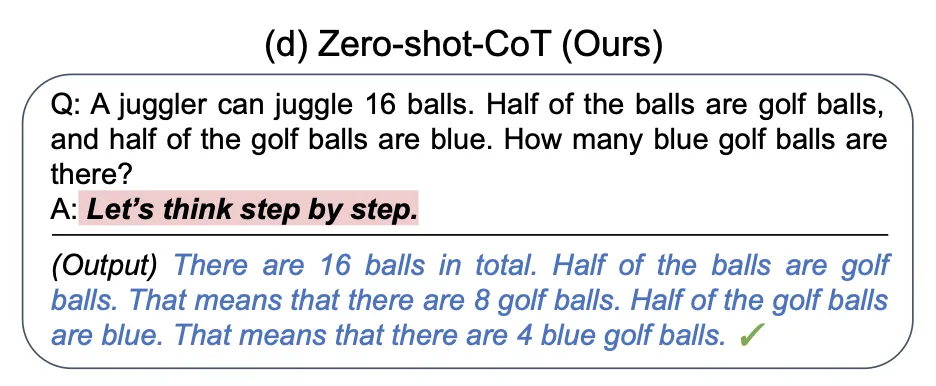 (d) Zero-shot-CoT (Ours)
Q: A juggler can juggle 16 balls. Half of the balls are golf balls,
and half of the golf balls are blue. How many blue golf balls are
there?
A: Let’s think step by step.
(Output) There are 16 balls in total. Half of the balls are golf
balls. That means that there are 8 golf balls. Half of the golf balls
are blue. That means that there are 4 blue golf balls. ✓